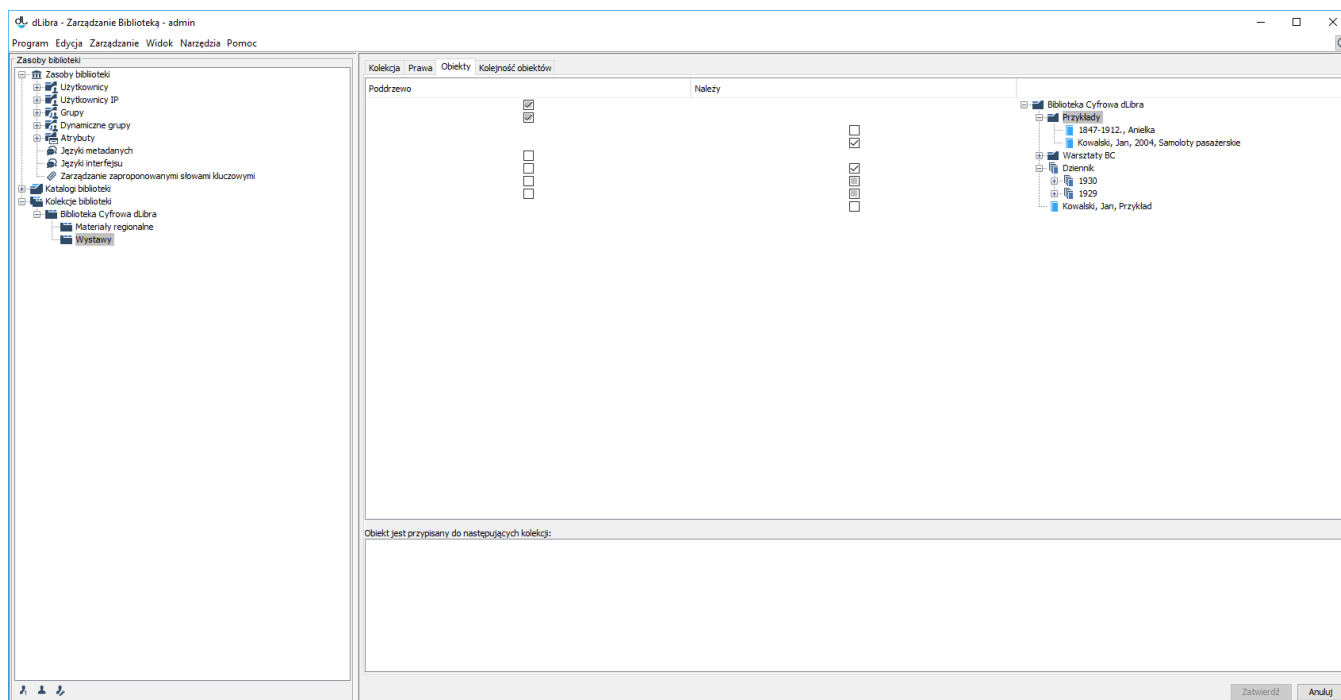 dLibra - Zarządzanie Biblioteką - admin
Program Edycja Zarządzanie Widok Narzędzia Pomoc
Zasoby biblioteki
Zasoby biblioteki
Użytkownicy
Użytkownicy IP
Grupy
Dynamiczne grupy
Atrybuty
Języki metadanych
Języki interfejsu
Zarządzanie zaproponowanymi słowami kluczowymi
Katalogi biblioteki
Kolekcje biblioteki
Biblioteka Cyfrowa dLibra
Materiały regionalne
Wystawy
Kolekcja Prawa Obiekty Kolejność obiektów
Poddrzewo Należy
Biblioteka Cyfrowa dLibra
Przykłady
1847-1912., Anielka
Kowalski, Jan, 2004, Samoloty pasażerskie
Warsztaty BC
Dziennik
1930
1929
Kowalski, Jan, Przykład
Obiekt jest przypisany do następujących kolekcji:
Zatwierdź Anuluj